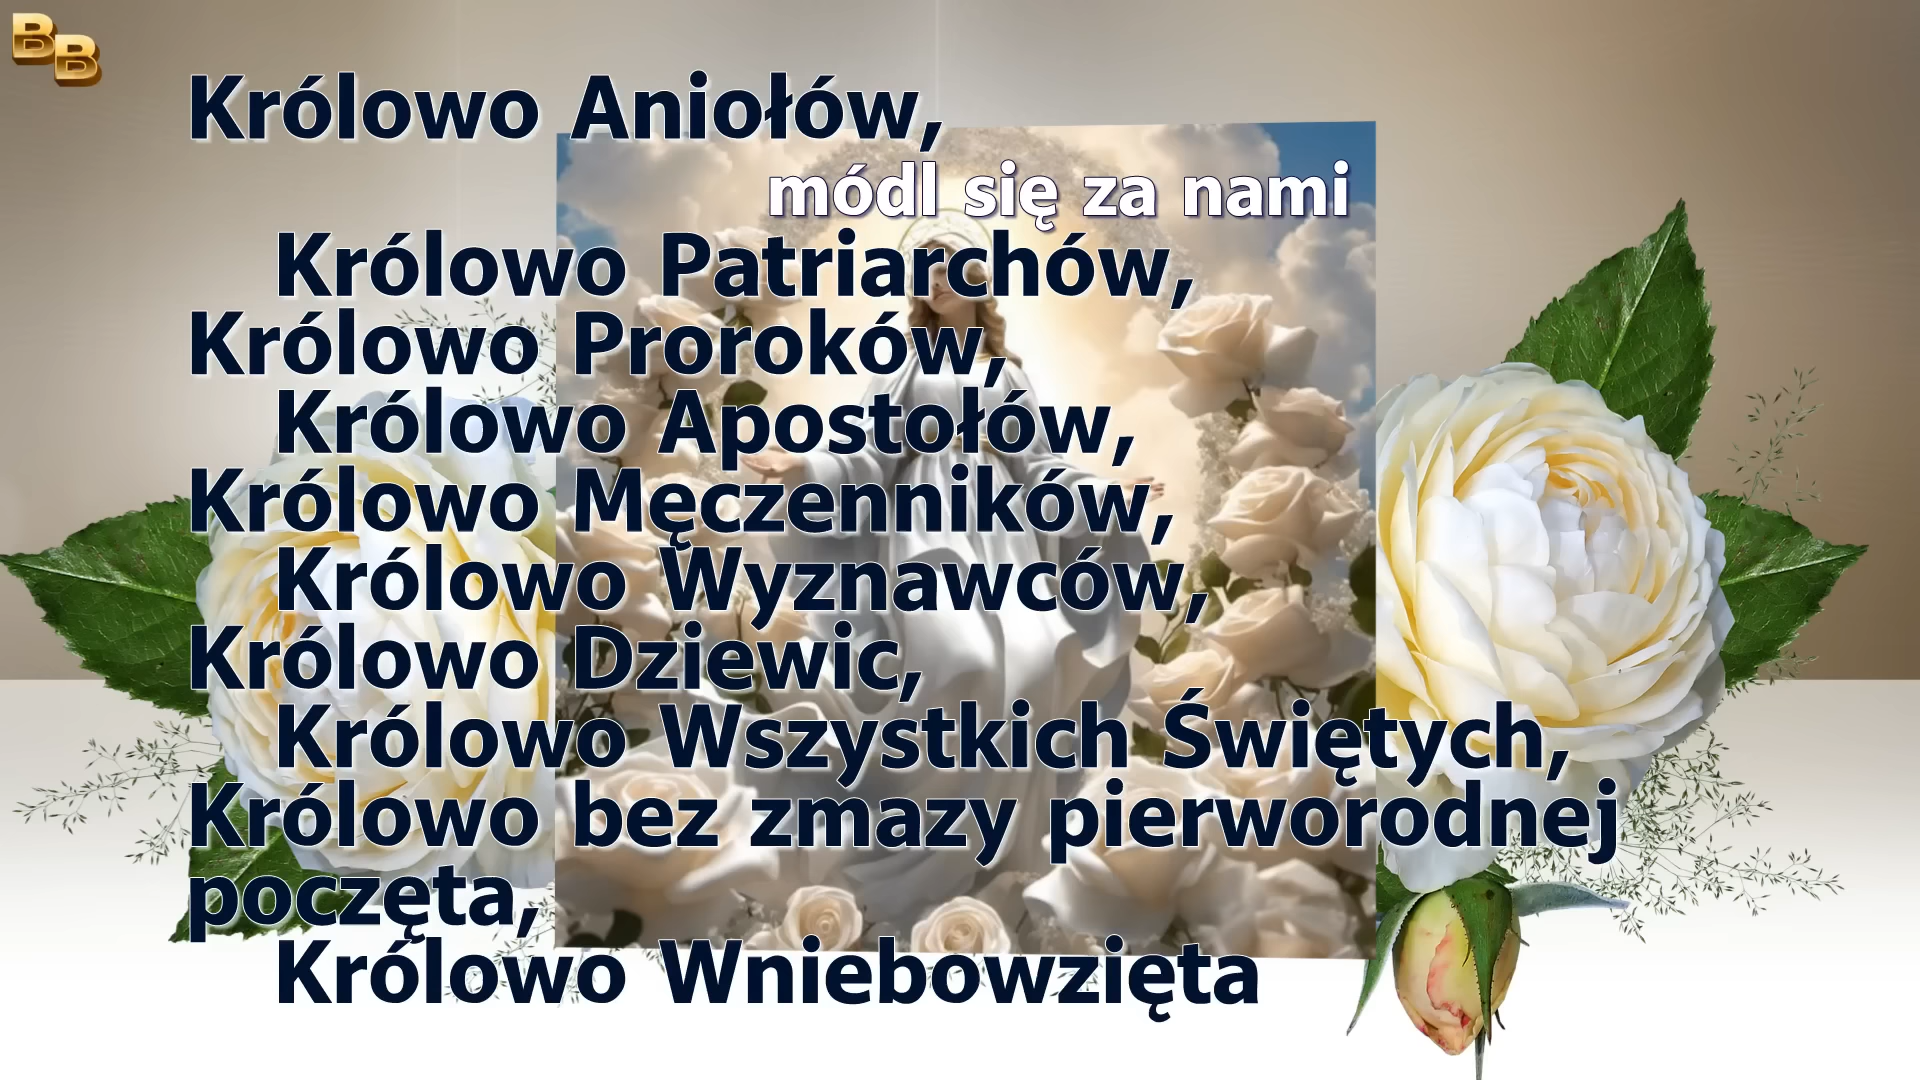 BB
Królowo Aniołów,
módl się za nami
Królowo Patriarchów,
Królowo Proroków,
Królowo Apostołów,
Królowo Męczenników,
Królowo Wyznawców,
Królowo Dziewic,
Królowo Wszystkich Świętych,
Królowo bez zmazy pierworodnej
poczęta,
Królowo Wniebowzięta